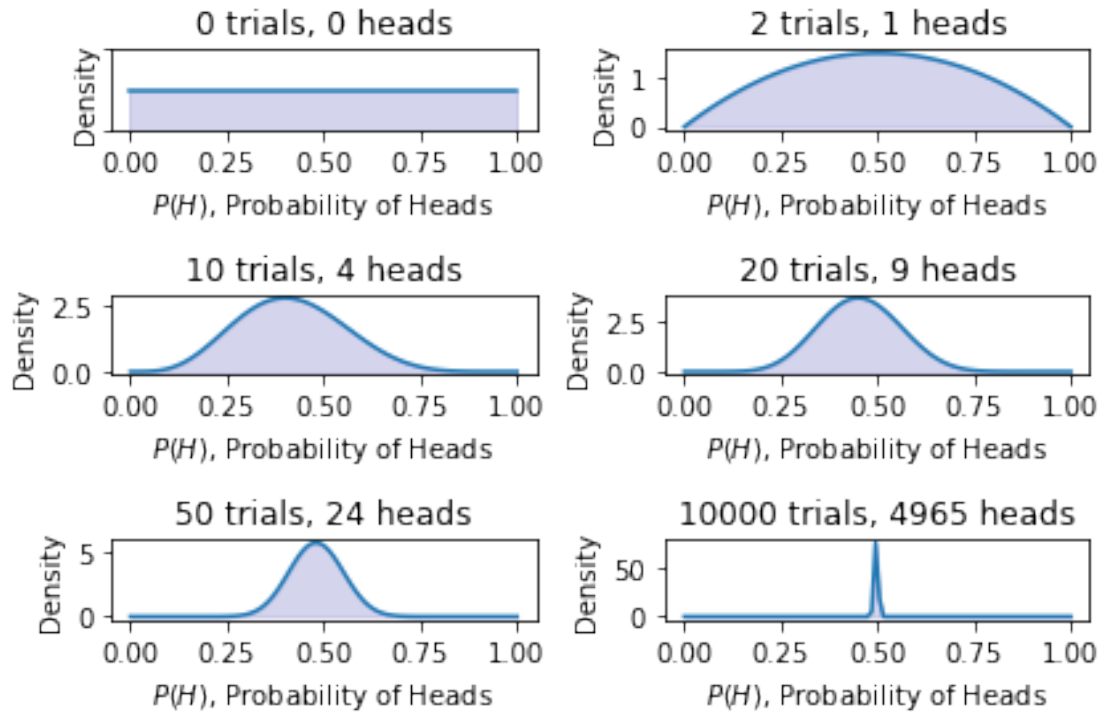 0 trials, 0 heads
Density
0.00 0.25 0.50 0.75 1.00
P(H), Probability of Heads
2 trials, 1 heads
Density
1
0
0.00 0.25 0.50 0.75 1.00
P(H), Probability of Heads
10 trials, 4 heads
Density
2.5
0.0
0.00 0.25 0.50 0.75 1.00
P(H), Probability of Heads
20 trials, 9 heads
Density
2.5
0.0
0.00 0.25 0.50 0.75 1.00
P(H), Probability of Heads
50 trials, 24 heads
Density
5
0
0.00 0.25 0.50 0.75 1.00
P(H), Probability of Heads
10000 trials, 4965 heads
Density
50
0
0.00 0.25 0.50 0.75 1.00
P(H), Probability of Heads